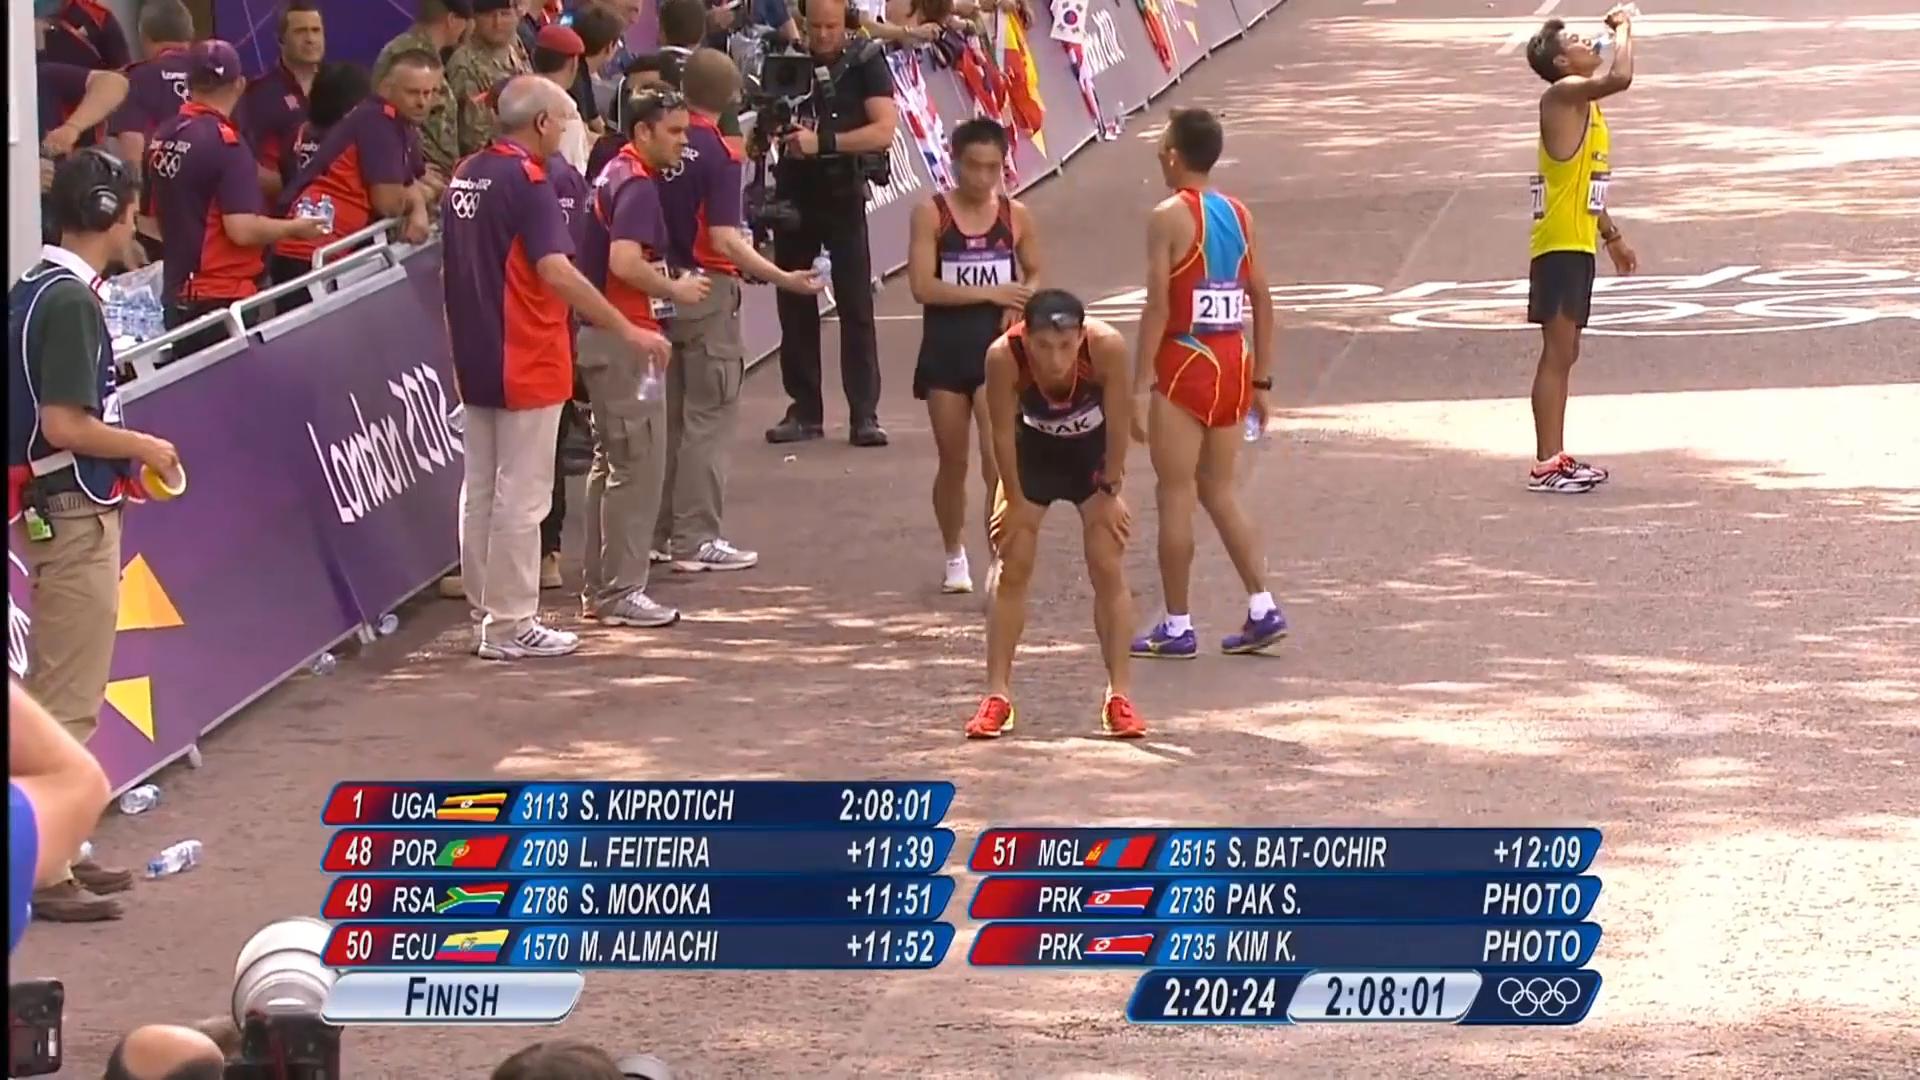 London 2012
KIM
PAK
2515
1 UGA 3113 S. KIPROTICH 2:08:01
48 POR 2709 L. FEITEIRA +11:39
49 RSA 2786 S. MOKOKA +11:51
50 ECU 1570 M. ALMACHI +11:52
51 MGL 2515 S. BAT-OCHIR +12:09
PRK 2736 PAK S. PHOTO
PRK 2735 KIM K. PHOTO
FINISH
2:20:24 2:08:01